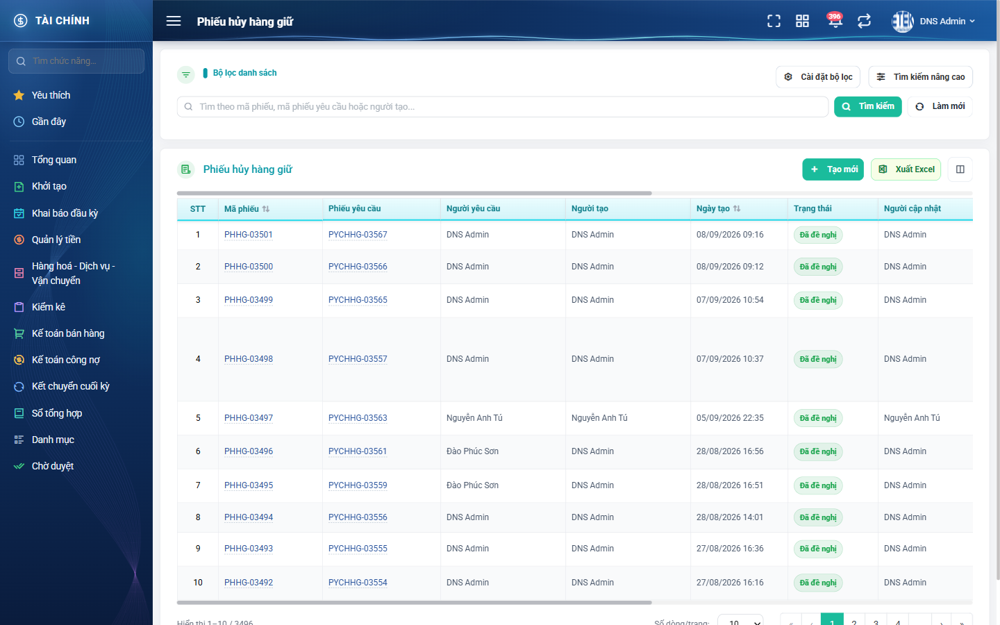 TÀI CHÍNH
Phiếu hủy hàng giữ
396
DNS Admin
Tìm chức năng...
Yêu thích
Gần đây
Tổng quan
Khởi tạo
Khai báo đầu kỳ
Quản lý tiền
Hàng hoá - Dịch vụ -
Vận chuyển
Kiểm kê
Kế toán bán hàng
Kế toán công nợ
Kết chuyển cuối kỳ
Sổ tổng hợp
Danh mục
Chờ duyệt
Bộ lọc danh sách
Cài đặt bộ lọc
Tìm kiếm nâng cao
Tìm theo mã phiếu, mã phiếu yêu cầu hoặc người tạo...
Tìm kiếm
Làm mới
Phiếu hủy hàng giữ
Tạo mới
Xuất Excel
STT Mã phiếu Phiếu yêu cầu Người yêu cầu Người tạo Ngày tạo Trạng thái Người cập nhật
1 PHHG-03501 PYCHHG-03567 DNS Admin DNS Admin 08/09/2026 09:16 Đã đề nghị DNS Admin
2 PHHG-03500 PYCHHG-03566 DNS Admin DNS Admin 08/09/2026 09:12 Đã đề nghị DNS Admin
3 PHHG-03499 PYCHHG-03565 DNS Admin DNS Admin 07/09/2026 10:54 Đã đề nghị DNS Admin
4 PHHG-03498 PYCHHG-03557 DNS Admin DNS Admin 07/09/2026 10:37 Đã đề nghị DNS Admin
5 PHHG-03497 PYCHHG-03563 Nguyễn Anh Tú Nguyễn Anh Tú 05/09/2026 22:35 Đã đề nghị Nguyễn Anh Tú
6 PHHG-03496 PYCHHG-03561 Đào Phúc Sơn DNS Admin 28/08/2026 16:56 Đã đề nghị DNS Admin
7 PHHG-03495 PYCHHG-03559 Đào Phúc Sơn DNS Admin 28/08/2026 16:51 Đã đề nghị DNS Admin
8 PHHG-03494 PYCHHG-03556 DNS Admin DNS Admin 28/08/2026 14:01 Đã đề nghị DNS Admin
9 PHHG-03493 PYCHHG-03555 DNS Admin DNS Admin 27/08/2026 16:36 Đã đề nghị DNS Admin
10 PHHG-03492 PYCHHG-03554 DNS Admin DNS Admin 27/08/2026 16:16 Đã đề nghị DNS Admin
Hiển thị 1–10 / 3496
Số dòng/trang: 10
« ‹ 1 2 3 4 › »